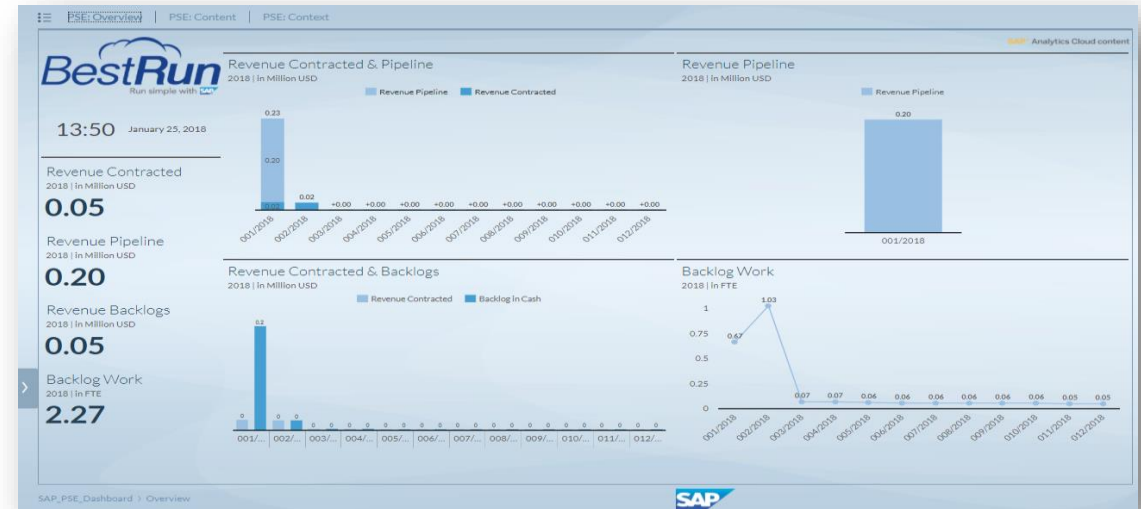 PSE: Overview | PSE: Content | PSE: Context
SAP Analytics Cloud content
BestRun
Run simple with SAP
13:50 January 25, 2018
Revenue Contracted
2018 | in Million USD
0.05
Revenue Pipeline
2018 | in Million USD
0.20
Revenue Backlogs
2018 | in Million USD
0.05
Backlog Work
2018 | in FTE
2.27
Revenue Contracted & Pipeline
2018 | in Million USD
Revenue Pipeline Revenue Contracted
0.23
0.20
0.02
0.02 +0.00 +0.00 +0.00 +0.00 +0.00 +0.00 +0.00 +0.00 +0.00 +0.00
001/2018 002/2018 003/2018 004/2018 005/2018 006/2018 007/2018 008/2018 009/2018 010/2018 011/2018 012/2018
Revenue Pipeline
2018 | in Million USD
Revenue Pipeline
0.20
001/2018
Revenue Contracted & Backlogs
2018 | in Million USD
Revenue Contracted Backlog in Cash
0.2
0 0 0 0 0 0 0 0 0 0 0 0 0 0 0 0 0 0 0 0 0 0 0
001/... 002/... 003/... 004/... 005/... 006/... 007/... 008/... 009/... 010/... 011/... 012/...
Backlog Work
2018 | in FTE
1
0.75
0.5
0.25
0
0.67 1.03 0.07 0.07 0.06 0.06 0.06 0.06 0.06 0.06 0.05 0.05
001/2018 002/2018 003/2018 004/2018 005/2018 006/2018 007/2018 008/2018 009/2018 010/2018 011/2018 012/2018
SAP_PSE_Dashboard > Overview
SAP